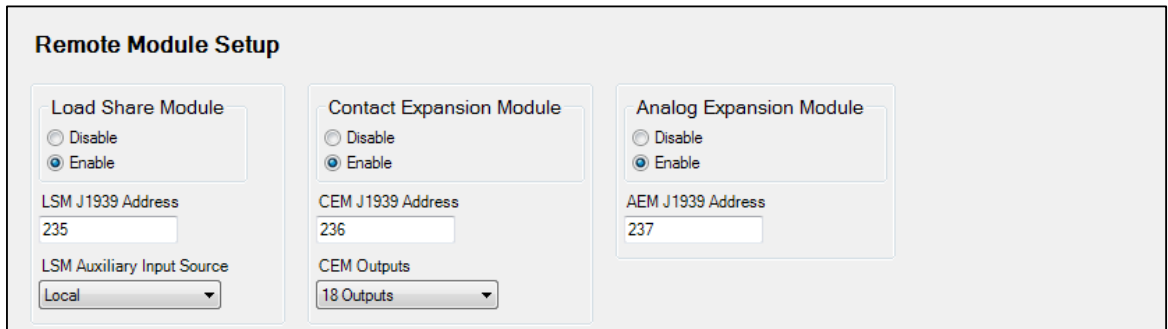 Remote Module Setup
Load Share Module
Disable
Enable
LSM J1939 Address
235
LSM Auxiliary Input Source
Local
Contact Expansion Module
Disable
Enable
CEM J1939 Address
236
CEM Outputs
18 Outputs
Analog Expansion Module
Disable
Enable
AEM J1939 Address
237